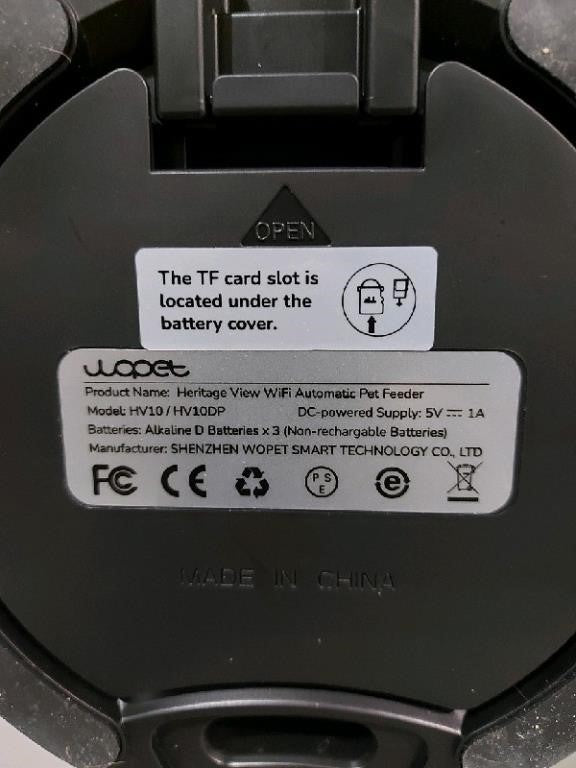 OPEN
The TF card slot is
located under the
battery cover.
wopet
Product Name: Heritage View WiFi Automatic Pet Feeder
Model: HV10 / HV10DP DC-powered Supply: 5V ⎓ 1A
Batteries: Alkaline D Batteries x 3 (Non-rechargable Batteries)
Manufacturer: SHENZHEN WOPET SMART TECHNOLOGY CO., LTD
FC CE PSE e
MADE IN CHINA